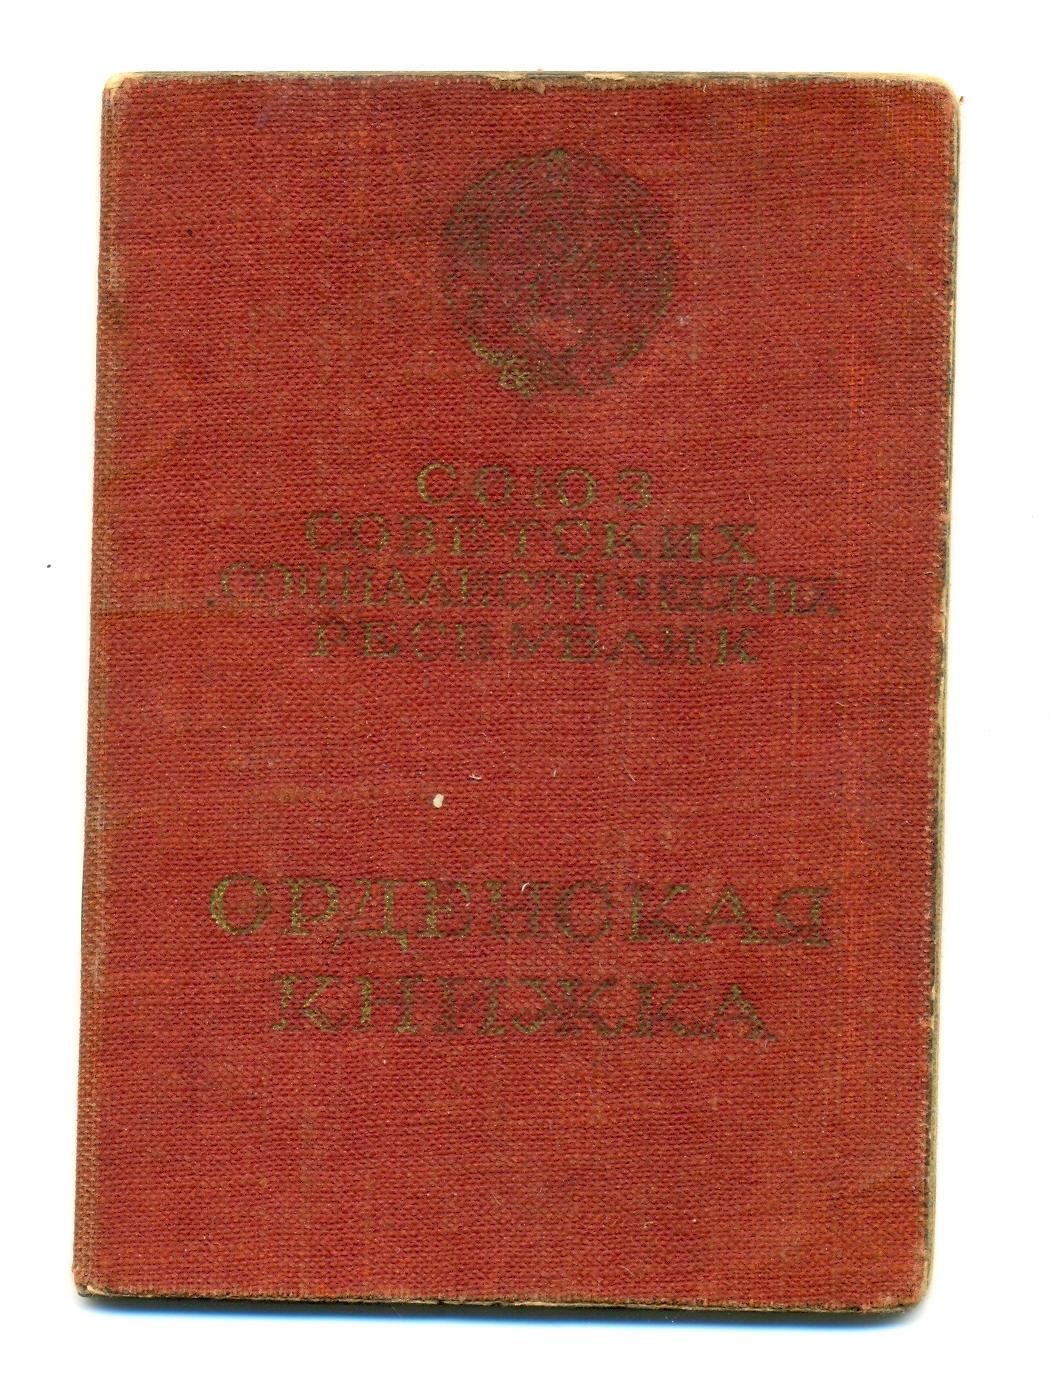 СОЮЗ
СОВЕТСКИХ
СОЦИАЛИСТИЧЕСКИХ
РЕСПУБЛИК
ОРДЕНСКАЯ
КНИЖКА